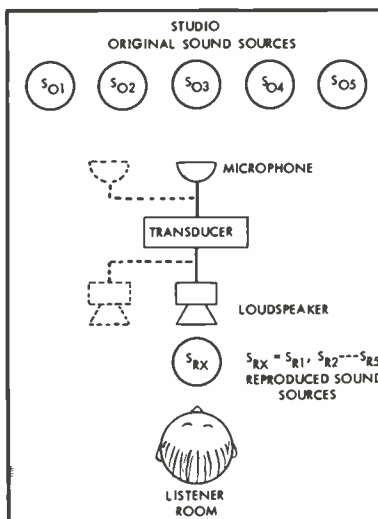 STUDIO
ORIGINAL SOUND SOURCES
SO1 SO2 SO3 SO4 SO5
MICROPHONE
TRANSDUCER
LOUDSPEAKER
SRX
SRX = SR1, SR2---SR5
REPRODUCED SOUND
SOURCES
LISTENER
ROOM